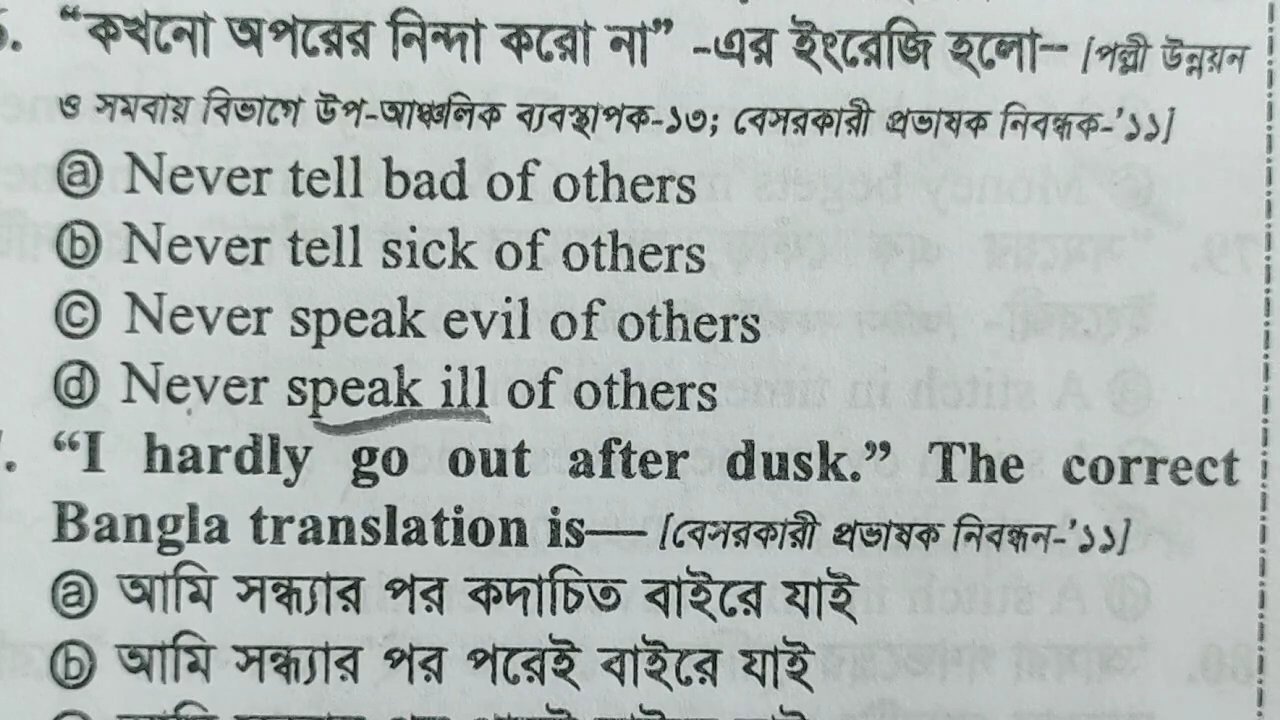 “কখনো অপরের নিন্দা করো না” -এর ইংরেজি হলো– [পল্লী উন্নয়ন
ও সমবায় বিভাগে উপ-আঞ্চলিক ব্যবস্থাপক-১৩; বেসরকারী প্রভাষক নিবন্ধক-'১১]
ⓐ Never tell bad of others
ⓑ Never tell sick of others
ⓒ Never speak evil of others
ⓓ Never speak ill of others
“I hardly go out after dusk.” The correct
Bangla translation is— [বেসরকারী প্রভাষক নিবন্ধন-'১১]
ⓐ আমি সন্ধ্যার পর কদাচিত বাইরে যাই
ⓑ আমি সন্ধ্যার পর পরেই বাইরে যাই